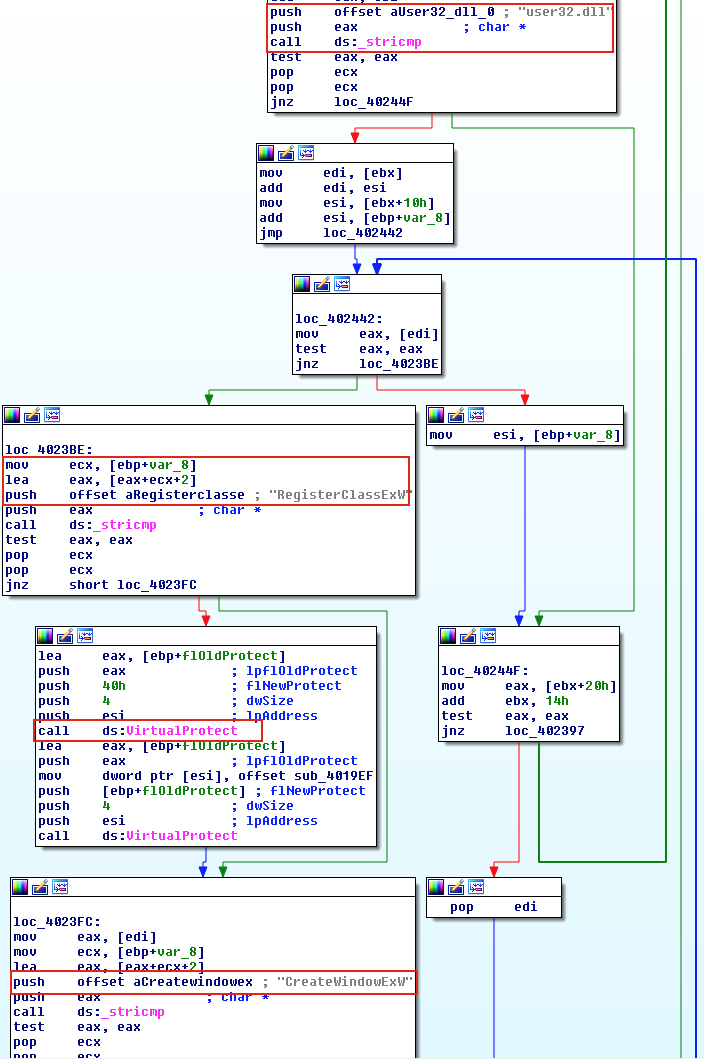 push offset aUser32_dll_0 ; "user32.dll"
push eax ; char *
call ds:_stricmp
test eax, eax
pop ecx
pop ecx
jnz loc_40244F
mov edi, [ebx]
add edi, esi
mov esi, [ebx+10h]
add esi, [ebp+var_8]
jmp loc_402442
loc_402442:
mov eax, [edi]
test eax, eax
jnz loc_4023BE
loc_4023BE:
mov ecx, [ebp+var_8]
lea eax, [eax+ecx+2]
push offset aRegisterclasse ; "RegisterClassExW"
push eax ; char *
call ds:_stricmp
test eax, eax
pop ecx
pop ecx
jnz short loc_4023FC
mov esi, [ebp+var_8]
lea eax, [ebp+flOldProtect]
push eax ; lpflOldProtect
push 40h ; flNewProtect
push 4 ; dwSize
push esi ; lpAddress
call ds:VirtualProtect
lea eax, [ebp+flOldProtect]
push eax ; lpflOldProtect
mov dword ptr [esi], offset sub_4019EF
push [ebp+flOldProtect] ; flNewProtect
push 4 ; dwSize
push esi ; lpAddress
call ds:VirtualProtect
loc_40244F:
mov eax, [ebx+20h]
add ebx, 14h
test eax, eax
jnz loc_402397
loc_4023FC:
mov eax, [edi]
mov ecx, [ebp+var_8]
lea eax, [eax+ecx+2]
push offset aCreatewindowex ; "CreateWindowExW"
push eax ; char *
call ds:_stricmp
test eax, eax
pop ecx
pop ecx
pop edi